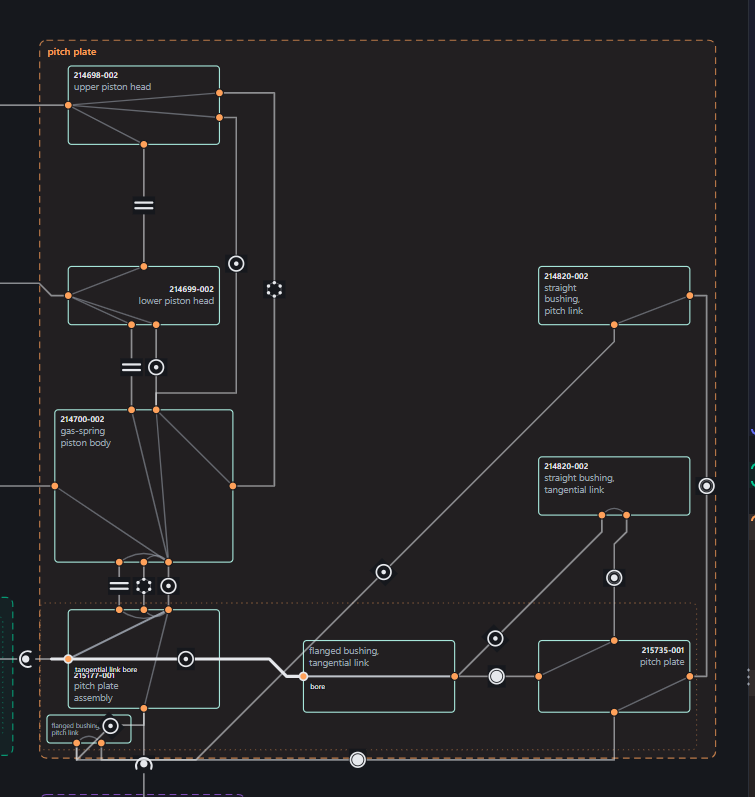 pitch plate
214698-002
upper piston head
214699-002
lower piston head
214820-002
straight
bushing,
pitch link
214700-002
gas-spring
piston body
214820-002
straight bushing,
tangential link
flanged bushing,
tangential link
bore
215735-001
pitch plate
tangential link bore
215177-001
pitch plate
assembly
flanged bushing,
pitch link